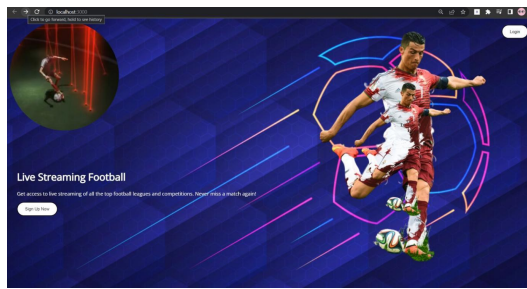 localhost:3000
Click to go forward, hold to see history
Login
Live Streaming Football
Get access to live streaming of all the top football leagues and competitions. Never miss a match again!
Sign Up Now